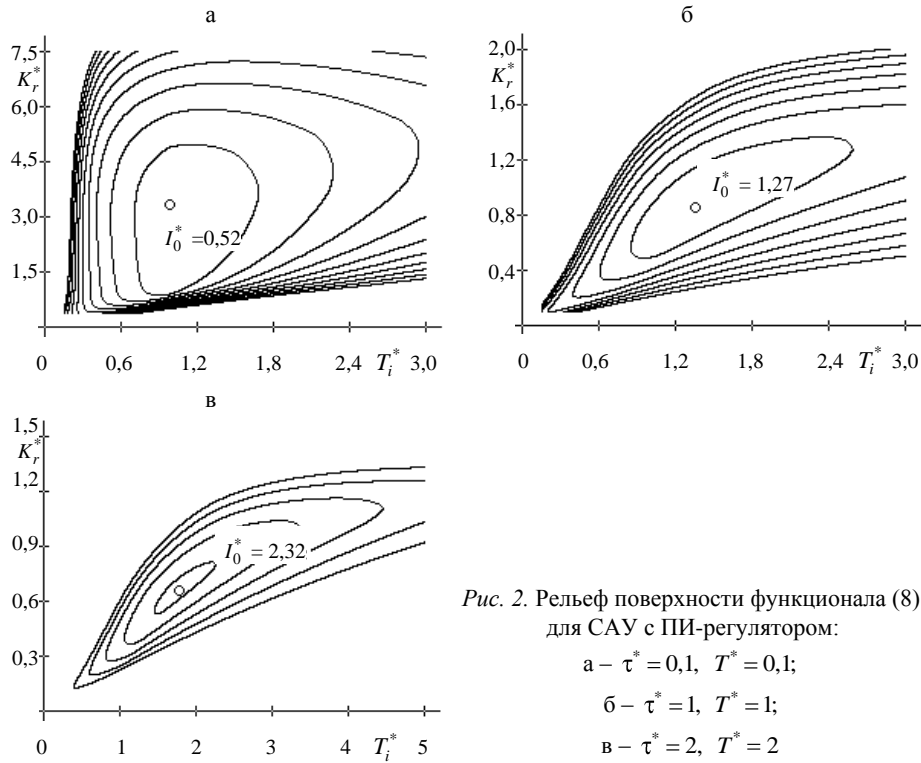 а
7,5
K_r^*
6,0
4,5
3,0
1,5
I_0^* =0,52
0 0,6 1,2 1,8 2,4 T_i^* 3,0
б
2,0
K_r^*
1,6
1,2
0,8
0,4
I_0^* = 1,27
0 0,6 1,2 1,8 2,4 T_i^* 3,0
в
1,5
K_r^*
1,2
0,9
0,6
0,3
I_0^* = 2,32
0 1 2 3 4 T_i^* 5
Рис. 2. Рельеф поверхности функционала (8)
для САУ с ПИ-регулятором:
а – τ^* = 0,1, T^* = 0,1;
б – τ^* = 1, T^* = 1;
в – τ^* = 2, T^* = 2